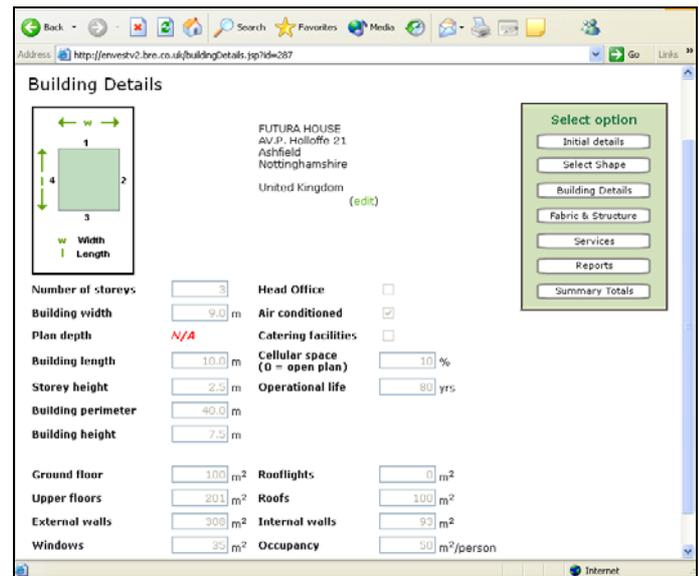 Back
Search
Favorites
Media
Address http://envestv2.bre.co.uk/buildingDetails.jsp?id=287
Go
Links »
Building Details
w
1
4
2
l
3
w Width
l Length
FUTURA HOUSE
AV.P. Holloffe 21
Ashfield
Nottinghamshire
United Kingdom
(edit)
Select option
Initial details
Select Shape
Building Details
Fabric & Structure
Services
Reports
Summary Totals
Number of storeys 3 Head Office
Building width 9.0 m Air conditioned
Plan depth N/A Catering facilities
Building length 10.0 m Cellular space
(0 = open plan) 10 %
Storey height 2.5 m Operational life 80 yrs
Building perimeter 40.0 m
Building height 7.5 m
Ground floor 100 m² Rooflights 0 m²
Upper floors 201 m² Roofs 100 m²
External walls 308 m² Internal walls 93 m²
Windows 35 m² Occupancy 50 m²/person
Internet